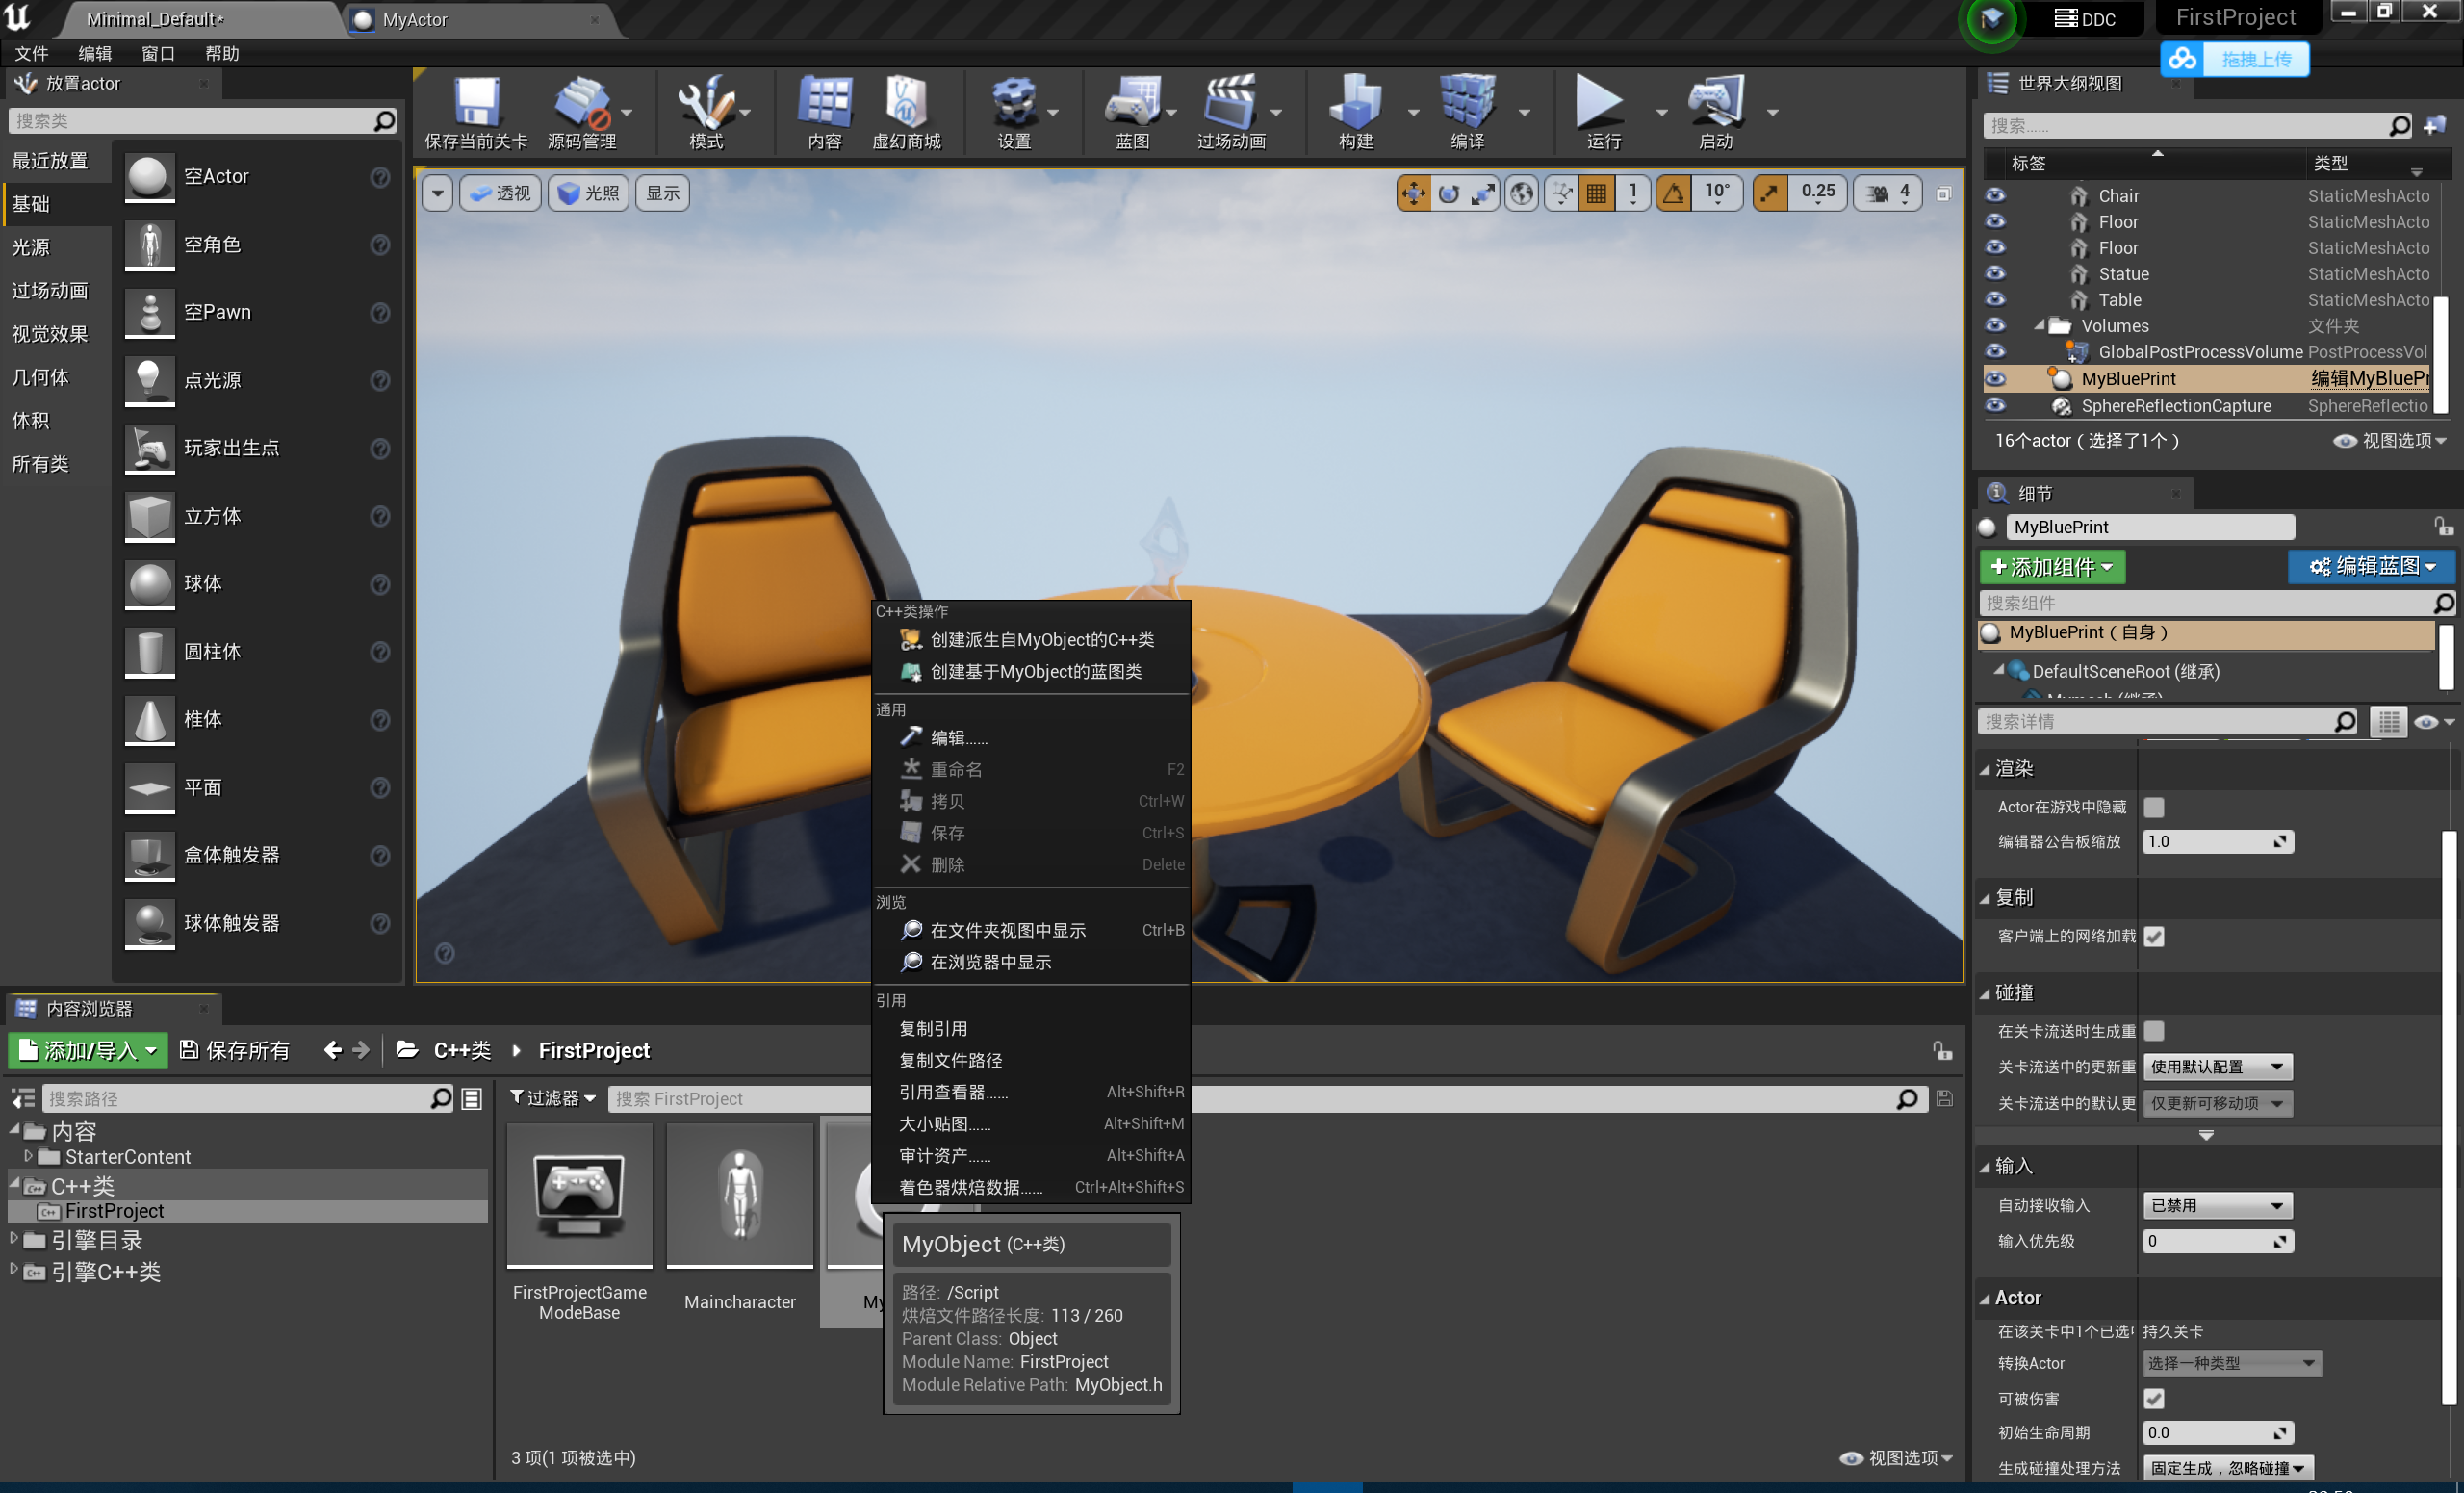 Minimal_Default*
MyActor
DDC
FirstProject
文件 编辑 窗口 帮助
拖拽上传
放置actor
搜索类
最近放置
基础
光源
过场动画
视觉效果
几何体
体积
所有类
空Actor
空角色
空Pawn
点光源
玩家出生点
立方体
球体
圆柱体
椎体
平面
盒体触发器
球体触发器
保存当前关卡
源码管理
模式
内容
虚幻商城
设置
蓝图
过场动画
构建
编译
运行
启动
透视
光照
显示
1
10°
0.25
4
C++类操作
创建派生自MyObject的C++类
创建基于MyObject的蓝图类
通用
编辑……
重命名 F2
拷贝 Ctrl+W
保存 Ctrl+S
删除 Delete
浏览
在文件夹视图中显示 Ctrl+B
在浏览器中显示
引用
复制引用
复制文件路径
引用查看器…… Alt+Shift+R
大小贴图…… Alt+Shift+M
审计资产…… Alt+Shift+A
着色器烘焙数据…… Ctrl+Alt+Shift+S
MyObject (C++类)
路径: /Script
烘焙文件路径长度: 113 / 260
Parent Class: Object
Module Name: FirstProject
Module Relative Path: MyObject.h
内容浏览器
添加/导入
保存所有
C++类
FirstProject
搜索路径
内容
StarterContent
C++类
FirstProject
引擎目录
引擎C++类
过滤器
搜索 FirstProject
FirstProjectGame
ModeBase
Maincharacter
3 项(1 项被选中)
视图选项
世界大纲视图
搜索……
标签 类型
Chair StaticMeshActo
Floor StaticMeshActo
Floor StaticMeshActo
Statue StaticMeshActo
Table StaticMeshActo
Volumes 文件夹
GlobalPostProcessVolume PostProcessVol
MyBluePrint 编辑MyBluePr
SphereReflectionCapture SphereReflectio
16个actor（选择了1个）
视图选项
细节
MyBluePrint
添加组件
编辑蓝图
搜索组件
MyBluePrint（自身）
DefaultSceneRoot (继承)
搜索详情
渲染
Actor在游戏中隐藏
编辑器公告板缩放 1.0
复制
客户端上的网络加载
碰撞
在关卡流送时生成重
关卡流送中的更新重 使用默认配置
关卡流送中的默认更 仅更新可移动项
输入
自动接收输入 已禁用
输入优先级 0
Actor
在该关卡中1个已选 持久关卡
转换Actor 选择一种类型
可被伤害
初始生命周期 0.0
生成碰撞处理方法 固定生成，忽略碰撞